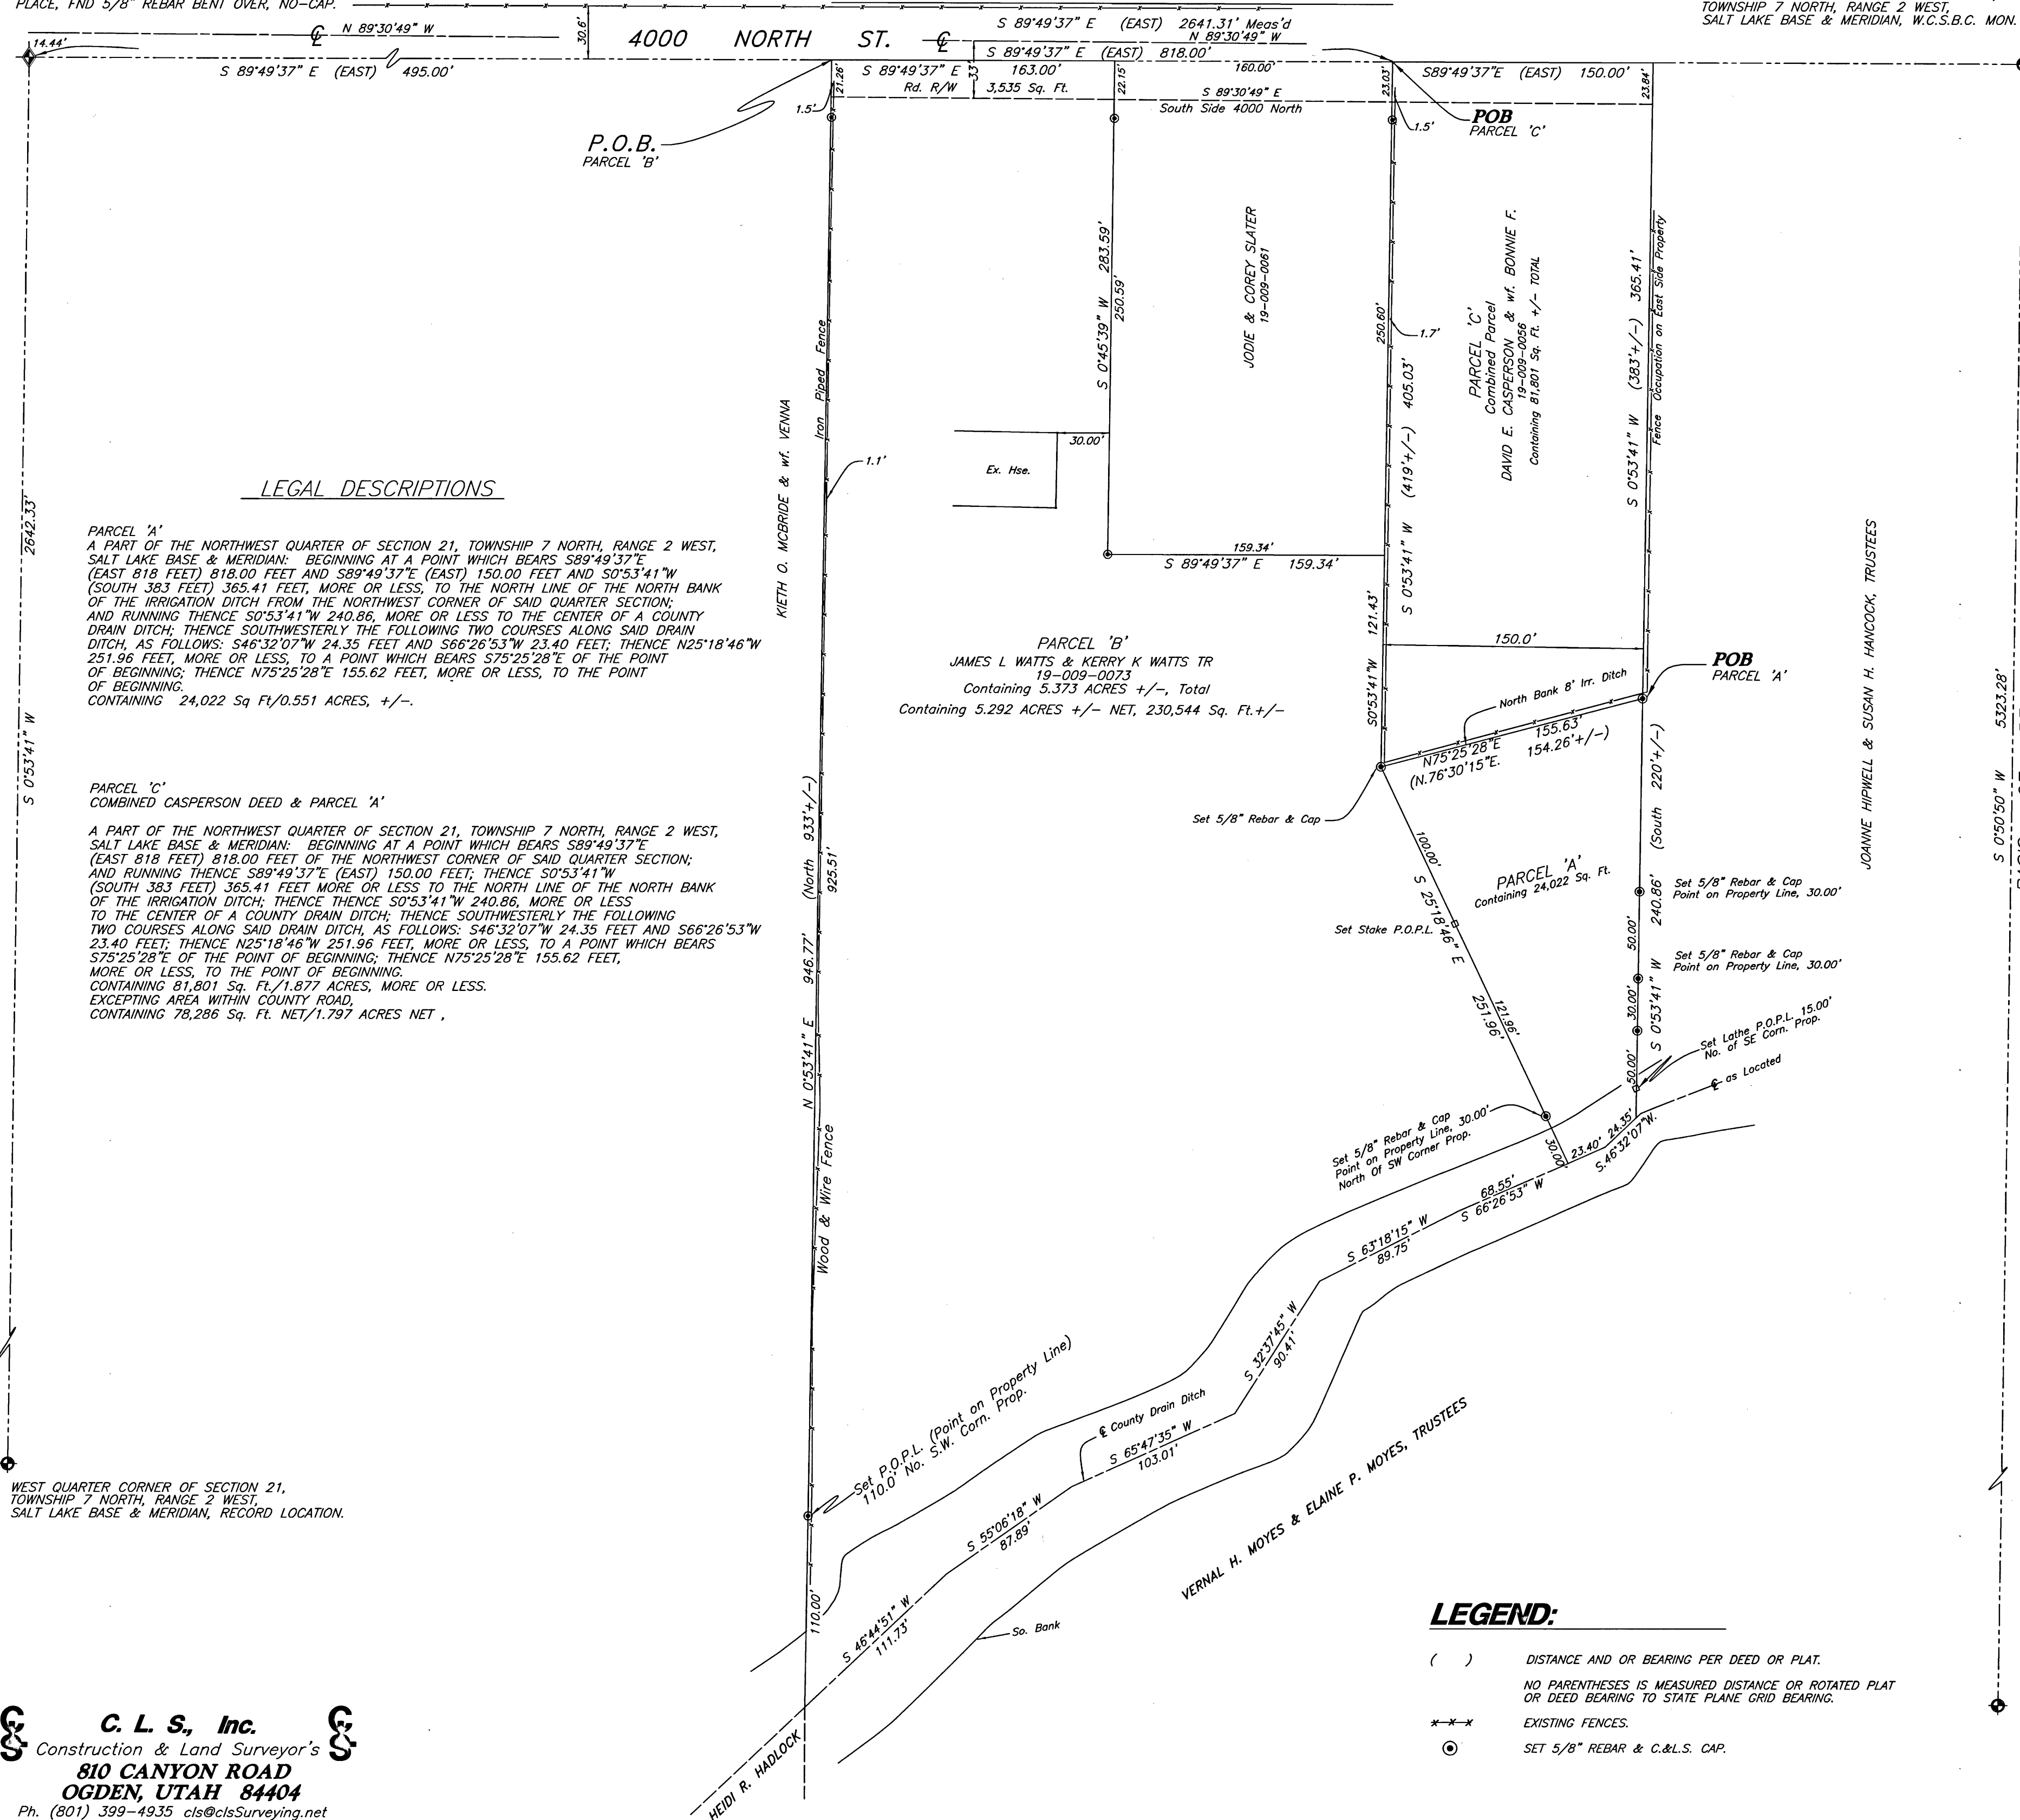 PLACE, FND 5/8" REBAR BENT OVER, NO-CAP.
TOWNSHIP 7 NORTH, RANGE 2 WEST,
SALT LAKE BASE & MERIDIAN, W.C.S.B.C. MON.
14.44'
N 89°30'49" W
30.6'
4000 NORTH ST.
S 89°49'37" E (EAST) 2641.31' Meas'd
N 89°30'49" W
S 89°49'37" E (EAST) 818.00'
S 89°49'37" E (EAST) 495.00'
S 89°49'37" E 163.00'
160.00'
S89°49'37"E (EAST) 150.00'
21.26'
Rd. R/W
33'
3,535 Sq. Ft.
22.15'
S 89°30'49" E
23.03'
23.84'
South Side 4000 North
1.5'
1.5'
P.O.B.
PARCEL 'B'
POB
PARCEL 'C'
S 0°45'39" W 283.59'
250.59'
JODIE & COREY SLATER
19-009-0061
250.60'
1.7'
S 0°53'41" W (419'+/-) 405.03'
PARCEL 'C'
Combined Parcel
DAVID E. CASPERSON & wf. BONNIE F.
19-009-0056
Containing 81,801 Sq. Ft. +/- TOTAL
S 0°53'41" W (383'+/-) 365.41'
Fence Occupation on East Side Property
Iron Piped Fence
KIETH O. MCBRIDE & wf. VENNA
1.1'
30.00'
Ex. Hse.
159.34'
S 89°49'37" E 159.34'
S0°53'41"W 121.43'
150.0'
POB
PARCEL 'A'
JOANNE HIPWELL & SUSAN H. HANCOCK, TRUSTEES
S 0°50'50" W 5323.28'
2642.33'
S 0°53'41" W
LEGAL DESCRIPTIONS
PARCEL 'A'
A PART OF THE NORTHWEST QUARTER OF SECTION 21, TOWNSHIP 7 NORTH, RANGE 2 WEST,
SALT LAKE BASE & MERIDIAN: BEGINNING AT A POINT WHICH BEARS S89°49'37"E
(EAST 818 FEET) 818.00 FEET AND S89°49'37"E (EAST) 150.00 FEET AND S0°53'41"W
(SOUTH 383 FEET) 365.41 FEET, MORE OR LESS, TO THE NORTH LINE OF THE NORTH BANK
OF THE IRRIGATION DITCH FROM THE NORTHWEST CORNER OF SAID QUARTER SECTION;
AND RUNNING THENCE S0°53'41"W 240.86, MORE OR LESS TO THE CENTER OF A COUNTY
DRAIN DITCH; THENCE SOUTHWESTERLY THE FOLLOWING TWO COURSES ALONG SAID DRAIN
DITCH, AS FOLLOWS: S46°32'07"W 24.35 FEET AND S66°26'53"W 23.40 FEET; THENCE N25°18'46"W
251.96 FEET, MORE OR LESS, TO A POINT WHICH BEARS S75°25'28"E OF THE POINT
OF BEGINNING; THENCE N75°25'28"E 155.62 FEET, MORE OR LESS, TO THE POINT
OF BEGINNING.
CONTAINING 24,022 Sq Ft/0.551 ACRES, +/-.
PARCEL 'C'
COMBINED CASPERSON DEED & PARCEL 'A'
A PART OF THE NORTHWEST QUARTER OF SECTION 21, TOWNSHIP 7 NORTH, RANGE 2 WEST,
SALT LAKE BASE & MERIDIAN: BEGINNING AT A POINT WHICH BEARS S89°49'37"E
(EAST 818 FEET) 818.00 FEET OF THE NORTHWEST CORNER OF SAID QUARTER SECTION;
AND RUNNING THENCE S89°49'37"E (EAST) 150.00 FEET; THENCE S0°53'41"W
(SOUTH 383 FEET) 365.41 FEET MORE OR LESS TO THE NORTH LINE OF THE NORTH BANK
OF THE IRRIGATION DITCH; THENCE THENCE S0°53'41"W 240.86, MORE OR LESS
TO THE CENTER OF A COUNTY DRAIN DITCH; THENCE SOUTHWESTERLY THE FOLLOWING
TWO COURSES ALONG SAID DRAIN DITCH, AS FOLLOWS: S46°32'07"W 24.35 FEET AND S66°26'53"W
23.40 FEET; THENCE N25°18'46"W 251.96 FEET, MORE OR LESS, TO A POINT WHICH BEARS
S75°25'28"E OF THE POINT OF BEGINNING; THENCE N75°25'28"E 155.62 FEET,
MORE OR LESS, TO THE POINT OF BEGINNING.
CONTAINING 81,801 Sq. Ft./1.877 ACRES, MORE OR LESS.
EXCEPTING AREA WITHIN COUNTY ROAD,
CONTAINING 78,286 Sq. Ft. NET/1.797 ACRES NET ,
PARCEL 'B'
JAMES L WATTS & KERRY K WATTS TR
19-009-0073
Containing 5.373 ACRES +/-, Total
Containing 5.292 ACRES +/- NET, 230,544 Sq. Ft.+/-
North Bank 8' Irr. Ditch
155.63'
N75°25'28"E
(N.76°30'15"E. 154.26'+/-)
Set 5/8" Rebar & Cap
100.00'
S 25°18'46" E 251.96'
121.96'
30.00'
Set Stake P.O.P.L.
PARCEL 'A'
Containing 24,022 Sq. Ft.
(South 220'+/-)
S 0°53'41" W 240.86'
50.00'
30.00'
50.00'
Set 5/8" Rebar & Cap
Point on Property Line, 30.00'
Set 5/8" Rebar & Cap
Point on Property Line, 30.00'
Set Lathe P.O.P.L. 15.00'
No. of SE Corn. Prop.
℄ as Located
N 0°53'41" E 946.77' (North 933'+/-)
925.51'
Wood & Wire Fence
Set 5/8" Rebar & Cap
Point on Property Line, 30.00'
North Of SW Corner Prop.
23.40' 24.35'
S.46°32'07"W.
68.55'
S 66°26'53" W
S 63°18'15" W
89.75'
S 32°37'45" W
90.41'
℄ County Drain Ditch
S 65°47'35" W
103.01'
S 55°06'18" W
87.89'
S 46°44'51" W
111.73'
Set P.O.P.L. (Point on Property Line)
110.0' No. S.W. Corn. Prop.
110.00'
So. Bank
VERNAL H. MOYES & ELAINE P. MOYES, TRUSTEES
HEIDI R. HADLOCK
WEST QUARTER CORNER OF SECTION 21,
TOWNSHIP 7 NORTH, RANGE 2 WEST,
SALT LAKE BASE & MERIDIAN, RECORD LOCATION.
LEGEND:
( ) DISTANCE AND OR BEARING PER DEED OR PLAT.
NO PARENTHESES IS MEASURED DISTANCE OR ROTATED PLAT
OR DEED BEARING TO STATE PLANE GRID BEARING.
EXISTING FENCES.
SET 5/8" REBAR & C.&L.S. CAP.
C. L. S., Inc.
Construction & Land Surveyor's
810 CANYON ROAD
OGDEN, UTAH 84404
Ph. (801) 399-4935 cls@clsSurveying.net